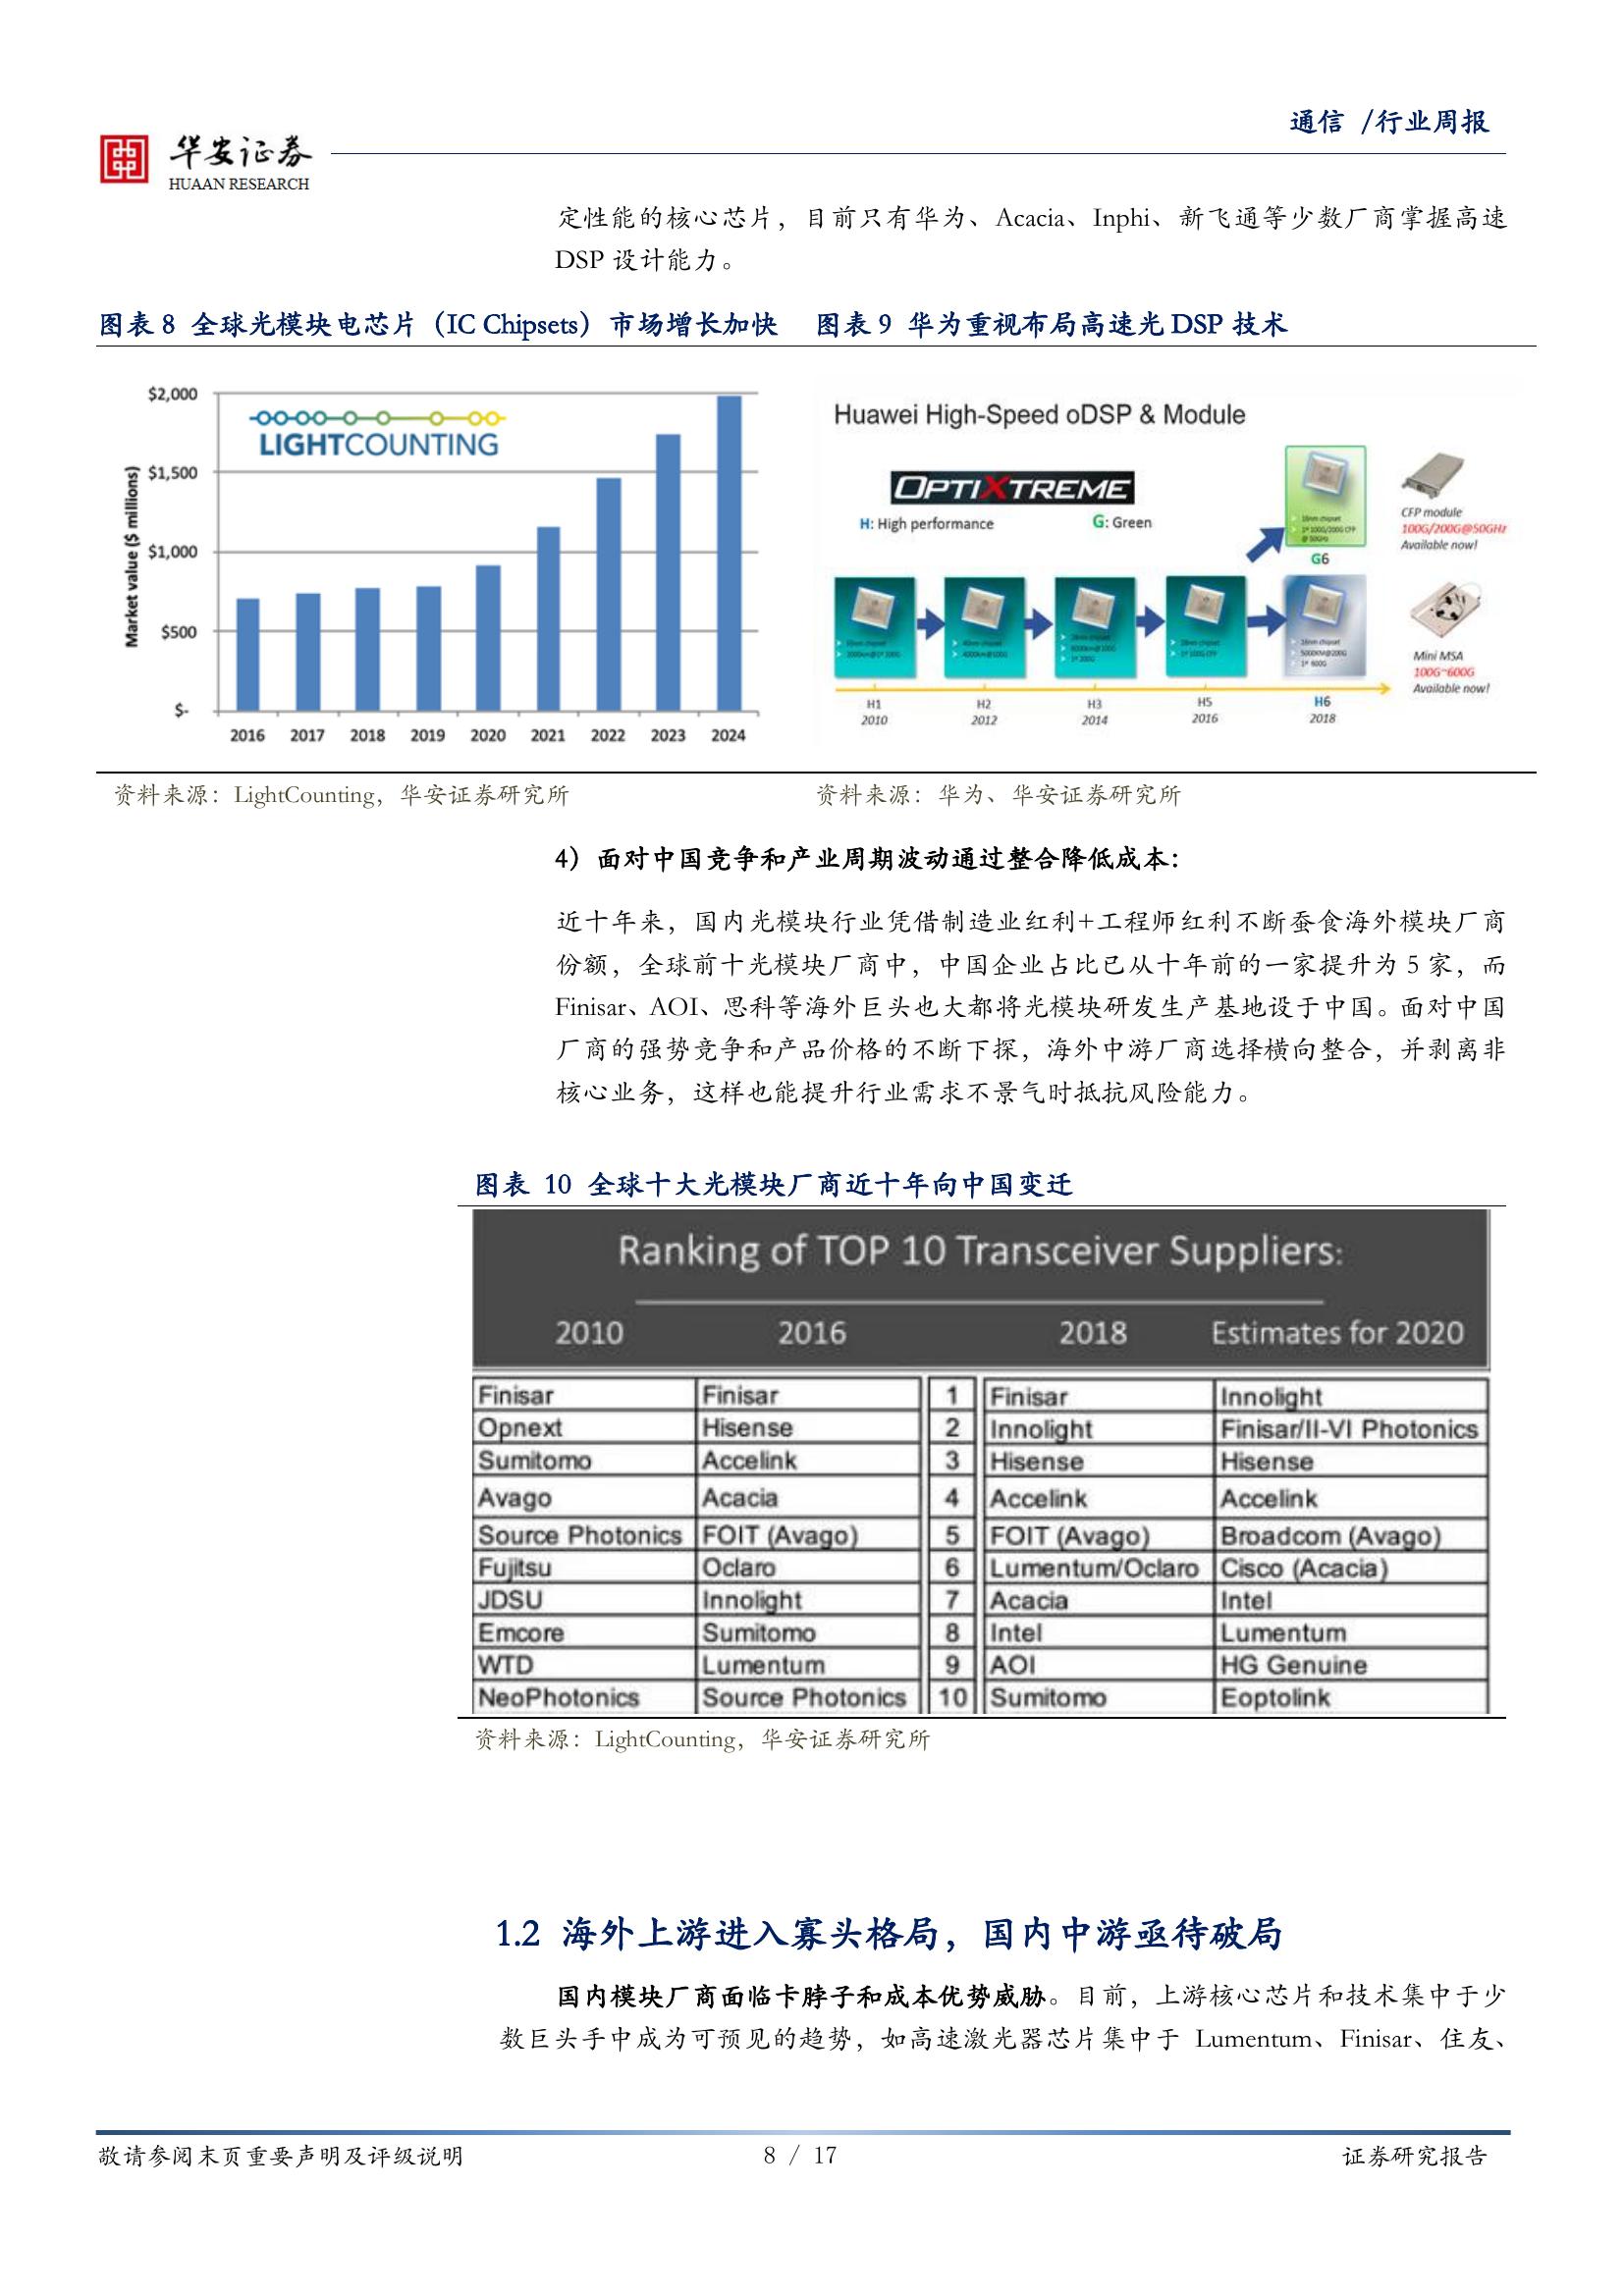 通信 /行业周报
华安证券
HUAAN RESEARCH
定性能的核心芯片，目前只有华为、Acacia、Inphi、新飞通等少数厂商掌握高速
DSP 设计能力。
图表 8 全球光模块电芯片（IC Chipsets）市场增长加快
图表 9 华为重视布局高速光 DSP 技术
LIGHTCOUNTING
Market value ($ millions)
$2,000
$1,500
$1,000
$500
$-
2016 2017 2018 2019 2020 2021 2022 2023 2024
Huawei High-Speed oDSP & Module
OPTIXTREME
H: High performance
G: Green
16nm chipset
1st 100G/200G CFP
@ 50GHz
G6
CFP module
100G/200G@50GHz
Available now!
16nm chipset
5000KM@200G
1st 600G
Mini MSA
100G~600G
Available now!
H1 H2 H3 H5 H6
2010 2012 2014 2016 2018
资料来源：LightCounting，华安证券研究所
资料来源：华为、华安证券研究所
4）面对中国竞争和产业周期波动通过整合降低成本：
近十年来，国内光模块行业凭借制造业红利+工程师红利不断蚕食海外模块厂商
份额，全球前十光模块厂商中，中国企业占比已从十年前的一家提升为 5 家，而
Finisar、AOI、思科等海外巨头也大都将光模块研发生产基地设于中国。面对中国
厂商的强势竞争和产品价格的不断下探，海外中游厂商选择横向整合，并剥离非
核心业务，这样也能提升行业需求不景气时抵抗风险能力。
图表 10 全球十大光模块厂商近十年向中国变迁
Ranking of TOP 10 Transceiver Suppliers:
2010 2016 2018 Estimates for 2020
Finisar Finisar 1 Finisar Innolight
Opnext Hisense 2 Innolight Finisar/II-VI Photonics
Sumitomo Accelink 3 Hisense Hisense
Avago Acacia 4 Accelink Accelink
Source Photonics FOIT (Avago) 5 FOIT (Avago) Broadcom (Avago)
Fujitsu Oclaro 6 Lumentum/Oclaro Cisco (Acacia)
JDSU Innolight 7 Acacia Intel
Emcore Sumitomo 8 Intel Lumentum
WTD Lumentum 9 AOI HG Genuine
NeoPhotonics Source Photonics 10 Sumitomo Eoptolink
资料来源：LightCounting，华安证券研究所
1.2 海外上游进入寡头格局，国内中游亟待破局
国内模块厂商面临卡脖子和成本优势威胁。目前，上游核心芯片和技术集中于少
数巨头手中成为可预见的趋势，如高速激光器芯片集中于 Lumentum、Finisar、住友、
敬请参阅末页重要声明及评级说明
8 / 17
证券研究报告